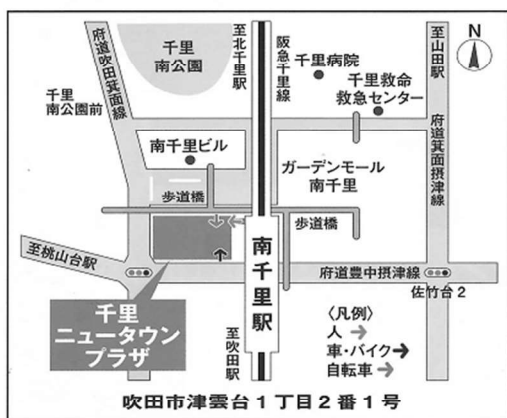 府道吹田箕面線
千里
南公園
至北千里駅
阪急千里線
千里病院
千里救命
救急センター
至山田駅
N
千里
南公園前
南千里ビル
ガーデンモール
南千里
府道箕面摂津線
歩道橋
歩道橋
至桃山台駅
南千里駅
府道豊中摂津線
佐竹台2
千里
ニュータウン
プラザ
至吹田駅
〈凡例〉
人→
車・バイク→
自転車→
吹田市津雲台1丁目2番1号